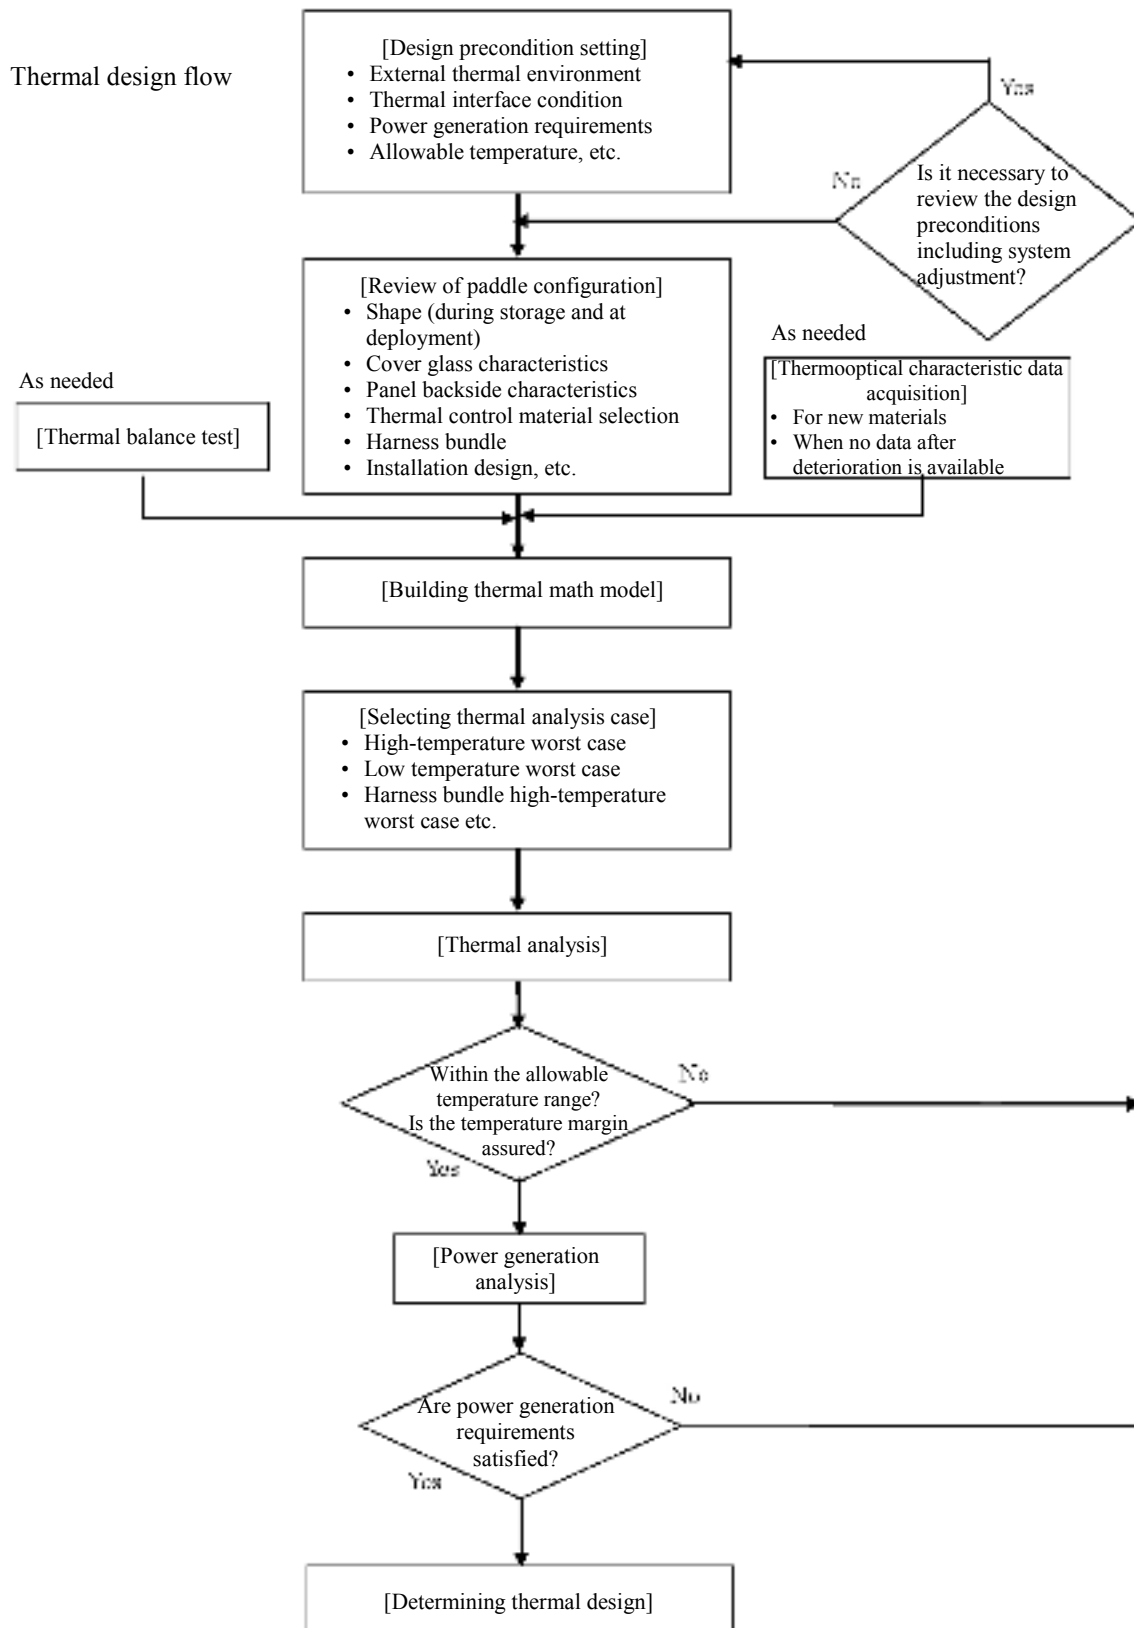 Thermal design flow
[Design precondition setting]
• External thermal environment
• Thermal interface condition
• Power generation requirements
• Allowable temperature, etc.
Yes
No
Is it necessary to
review the design
preconditions
including system
adjustment?
[Review of paddle configuration]
• Shape (during storage and at
deployment)
• Cover glass characteristics
• Panel backside characteristics
• Thermal control material selection
• Harness bundle
• Installation design, etc.
As needed
[Thermal balance test]
As needed
[Thermooptical characteristic data
acquisition]
• For new materials
• When no data after
deterioration is available
[Building thermal math model]
[Selecting thermal analysis case]
• High-temperature worst case
• Low temperature worst case
• Harness bundle high-temperature
worst case etc.
[Thermal analysis]
Within the allowable
temperature range?
Is the temperature margin
assured?
No
Yes
[Power generation
analysis]
Are power generation
requirements
satisfied?
No
Yes
[Determining thermal design]